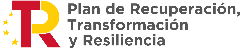 Plan de Recuperación,
Transformación
y Resiliencia